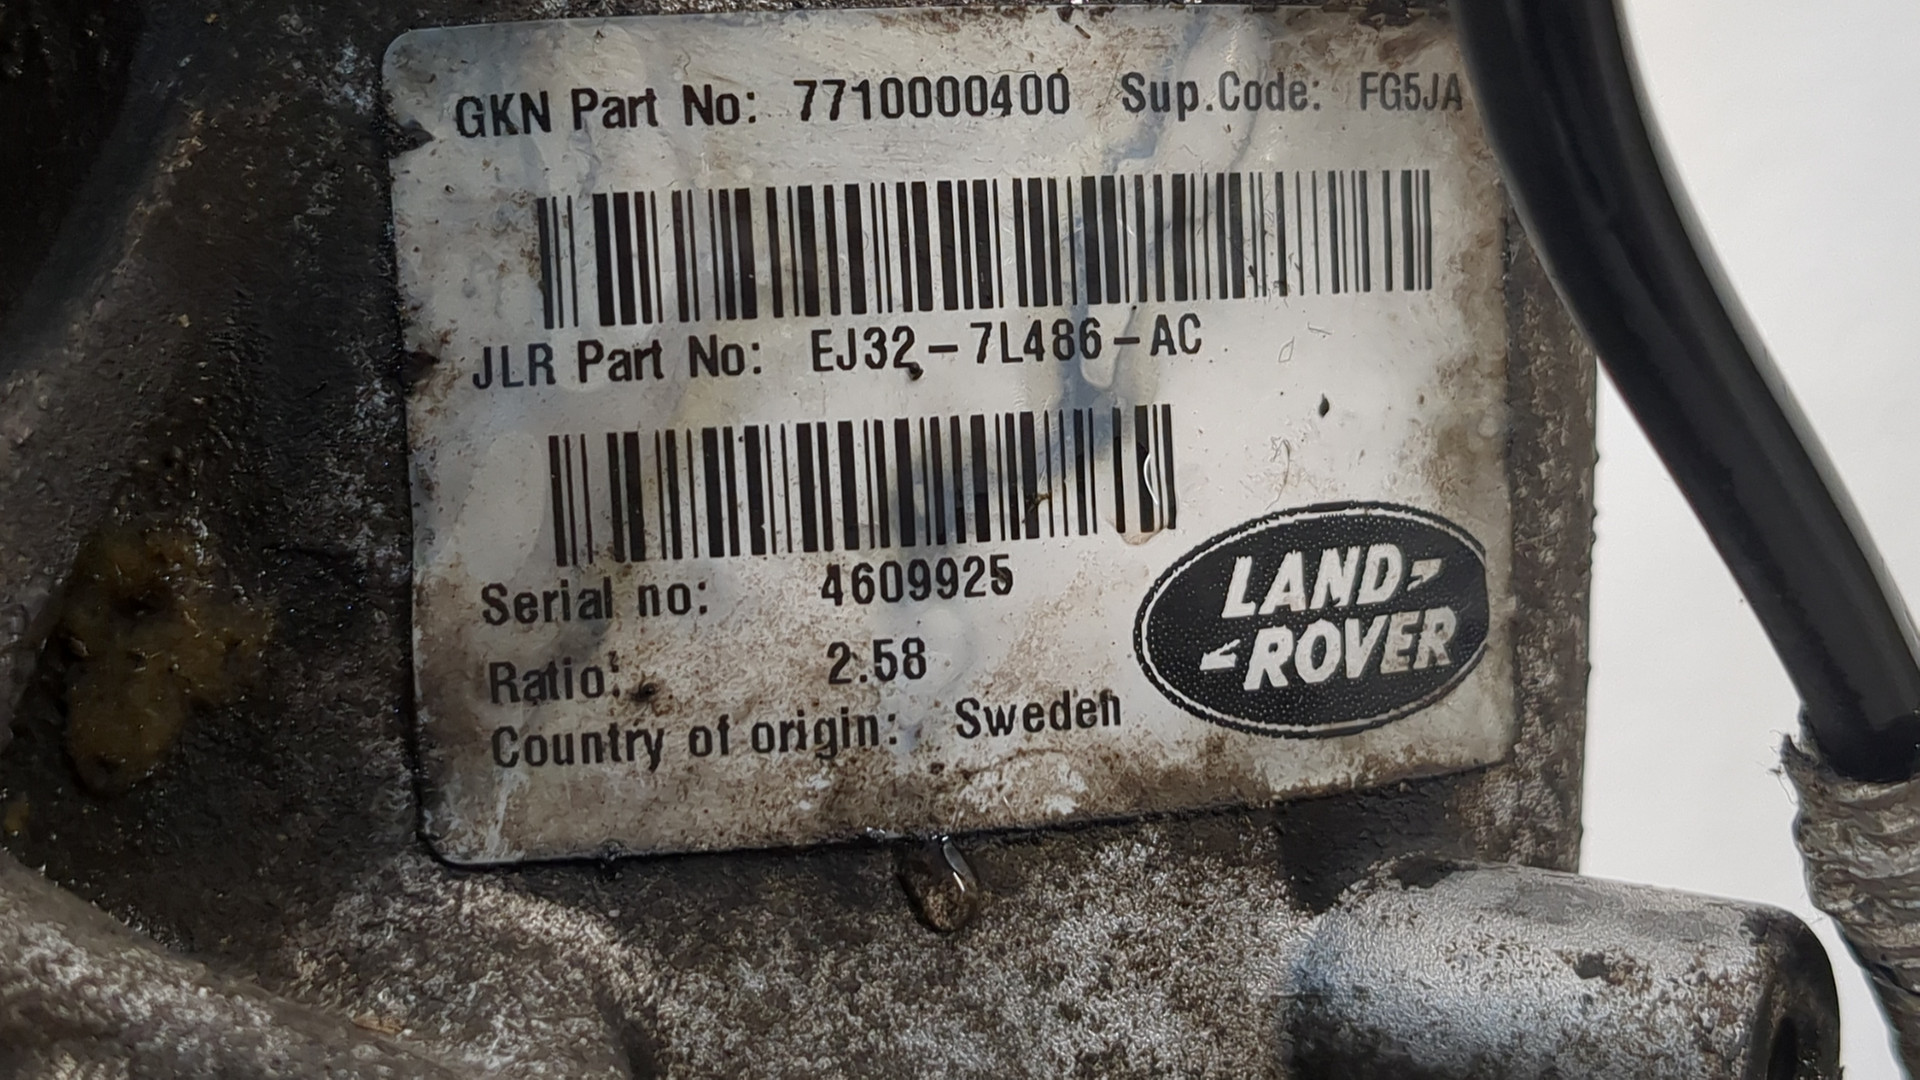 GKN Part No: 7710000400 Sup.Code: FG5JA
JLR Part No: EJ32-7L486-AC
Serial no: 4609925
Ratio: 2.58
Country of origin: Sweden
LAND
ROVER